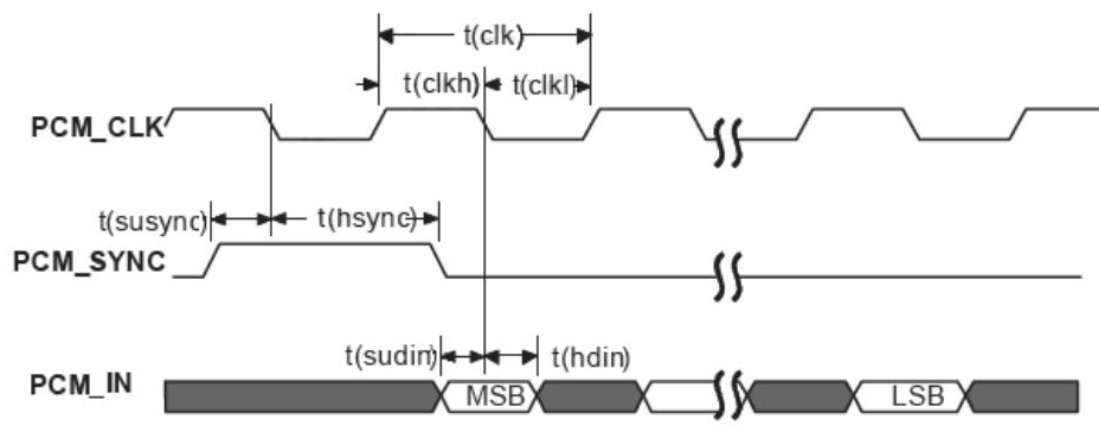 t(clk)
t(clkh) t(clkl)
PCM_CLK
t(susync) t(hsync)
PCM_SYNC
t(sudin) t(hdin)
PCM_IN MSB LSB